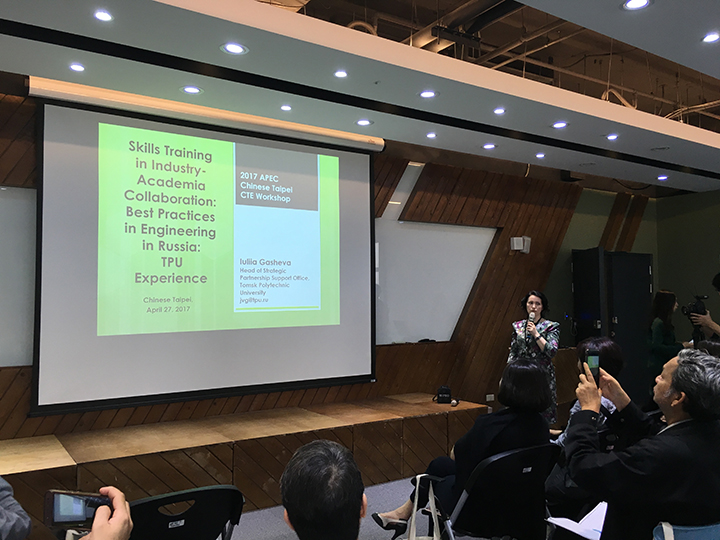 Skills Training
in Industry-
Academia
Collaboration:
Best Practices
in Engineering
in Russia:
TPU
Experience
Chinese Taipei,
April 27, 2017
2017 APEC
Chinese Taipei
CTE Workshop
Iuliia Gasheva
Head of Strategic
Partnership Support Office,
Tomsk Polytechnic
University
jvg@tpu.ru